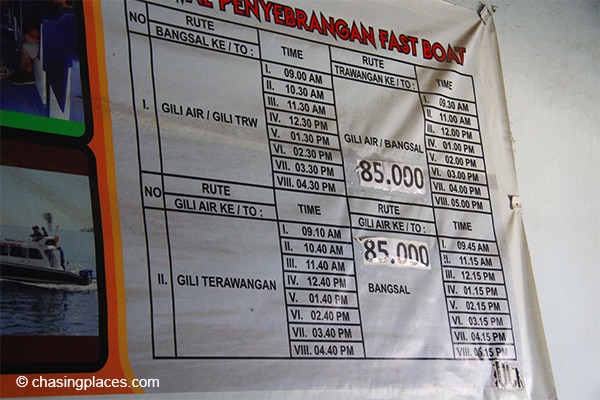 PENYEBRANGAN FAST BOAT
NO RUTE TIME RUTE TIME
BANGSAL KE / TO : TRAWANGAN KE / TO :
I. GILI AIR / GILI TRW GILI AIR / BANGSAL 85.000
I. 09.00 AM I. 09.30 AM
II. 10.30 AM II. 11.00 AM
III. 11.30 AM III. 12.00 PM
IV. 12.30 PM IV. 01.00 PM
V. 01.30 PM V. 02.00 PM
VI. 02.30 PM VI. 03.00 PM
VII. 03.30 PM VII. 04.00 PM
VIII. 04.30 PM VIII. 05.00 PM
NO RUTE TIME RUTE TIME
GILI AIR KE / TO : GILI AIR KE / TO :
II. GILI TERAWANGAN 85.000 BANGSAL
I. 09.10 AM I. 09.45 AM
II. 10.40 AM II. 11.15 AM
III. 11.40 AM III. 12.15 PM
IV. 12.40 PM IV. 01.15 PM
V. 01.40 PM V. 02.15 PM
VI. 02.40 PM VI. 03.15 PM
VII. 03.40 PM VII. 04.15 PM
VIII. 04.40 PM VIII. 05.15 PM
© chasingplaces.com